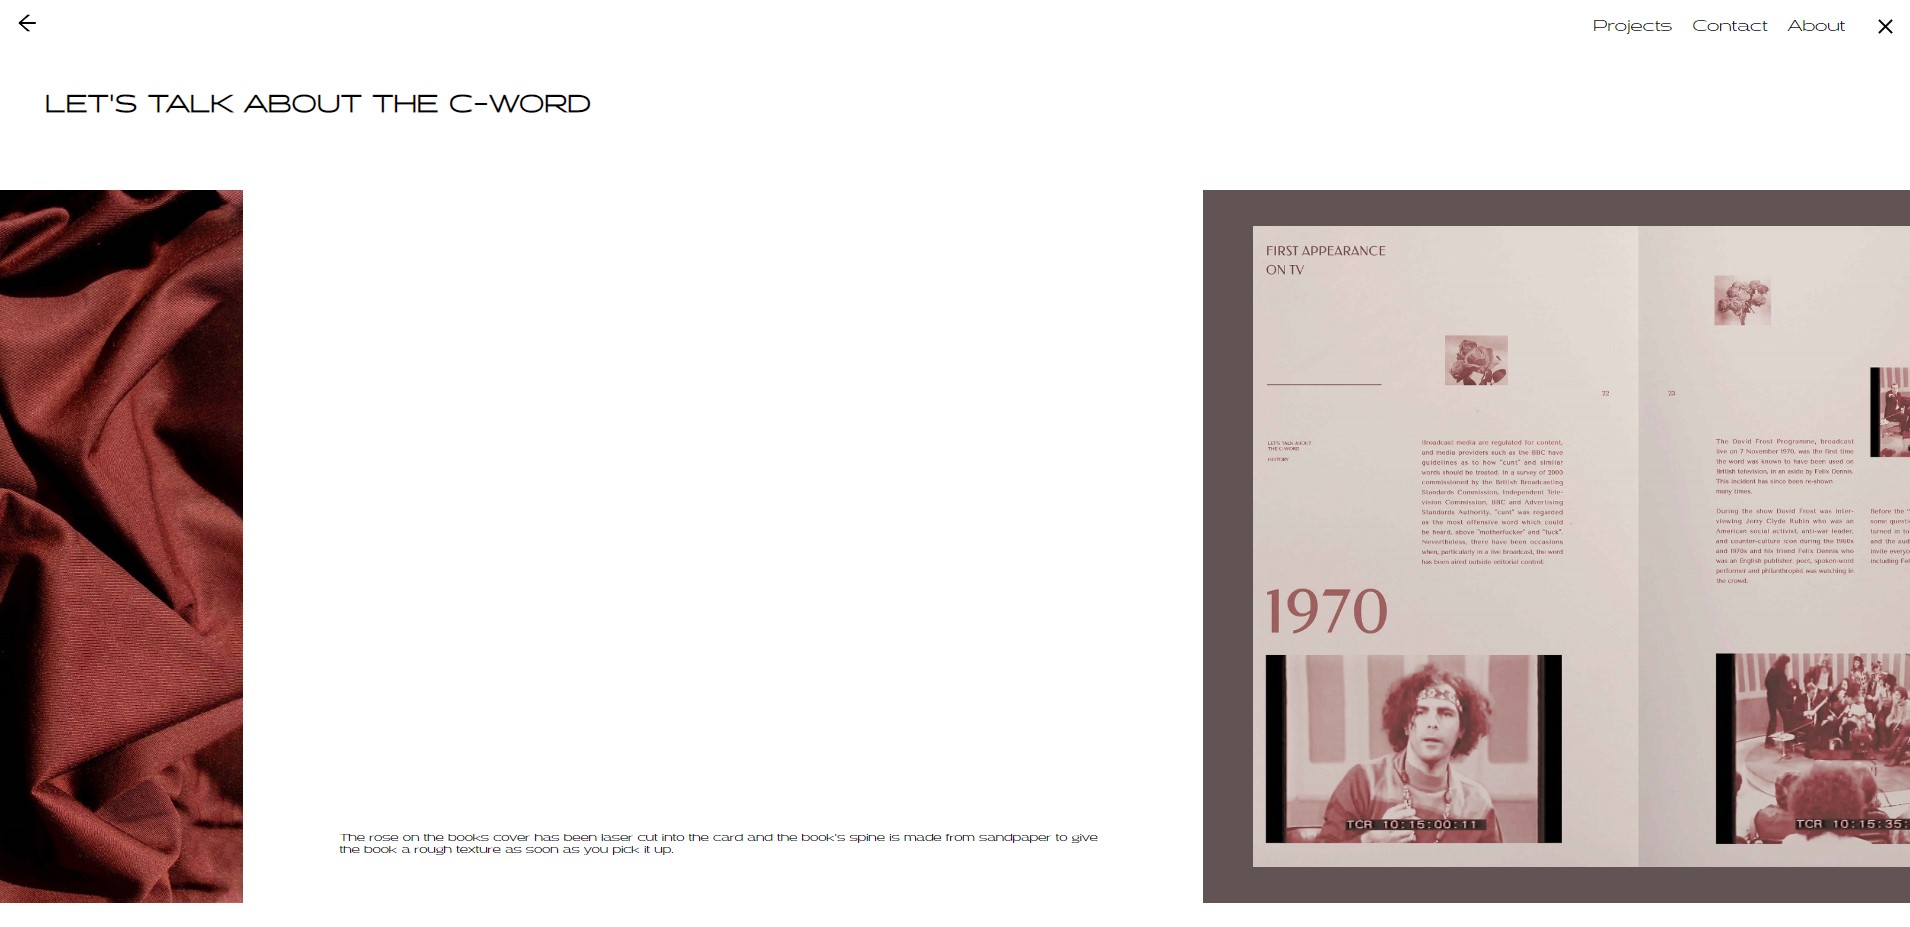 Projects Contact About
LET'S TALK ABOUT THE C-WORD
The rose on the books cover has been laser cut into the card and the book's spine is made from sandpaper to give
the book a rough texture as soon as you pick it up.
FIRST APPEARANCE
ON TV
22
23
LET'S TALK ABOUT
THE C-WORD
HISTORY
Broadcast media are regulated for content,
and media providers such as the BBC have
guidelines as to how "cunt" and similar
words should be treated. In a survey of 2000
commissioned by the British Broadcasting
Standards Commission, Independent Tele-
vision Commission, BBC and Advertising
Standards Authority, "cunt" was regarded
as the most offensive word which could
be heard, above "motherfucker" and "fuck".
Nevertheless, there have been occasions
when, particularly in a live broadcast, the word
has been aired outside editorial control.
1970
TCR 10:15:00:11
The David Frost Programme, broadcast
live on 7 November 1970, was the first time
the word was known to have been used on
British television, in an aside by Felix Dennis.
This incident has since been re-shown
many times.
During the show David Frost was inter-
viewing Jerry Clyde Rubin who was an
American social activist, anti-war leader,
and counter-culture icon during the 1960s
and 1970s and his friend Felix Dennis who
was an English publisher, poet, spoken-word
performer and philanthropist was watching in
the crowd.
Before the "
some questi
turned in to
and the aud
invite everyo
including Fel
TCR 10:15:35: